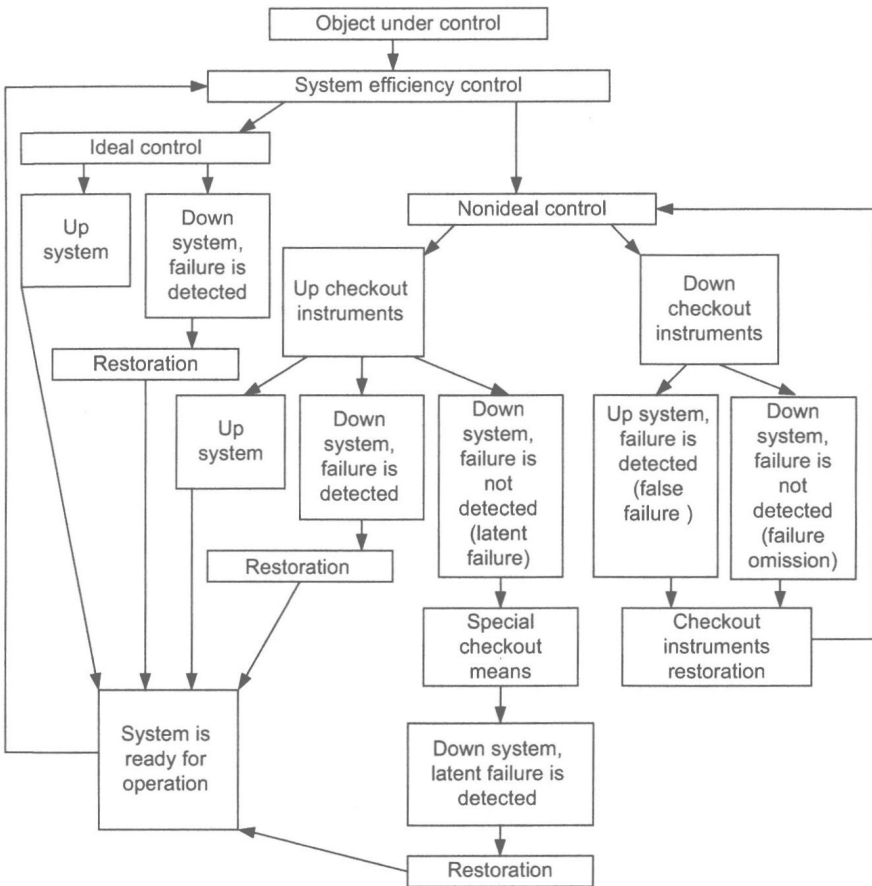 Object under control
System efficiency control
Ideal control
Up
system
Down
system,
failure is
detected
Restoration
Nonideal control
Up checkout
instruments
Down
checkout
instruments
Up
system
Down
system,
failure is
detected
Restoration
Down
system,
failure is
not
detected
(latent
failure)
Up system,
failure is
detected
(false
failure )
Down
system,
failure is
not
detected
(failure
omission)
Special
checkout
means
Checkout
instruments
restoration
System is
ready for
operation
Down system,
latent failure is
detected
Restoration